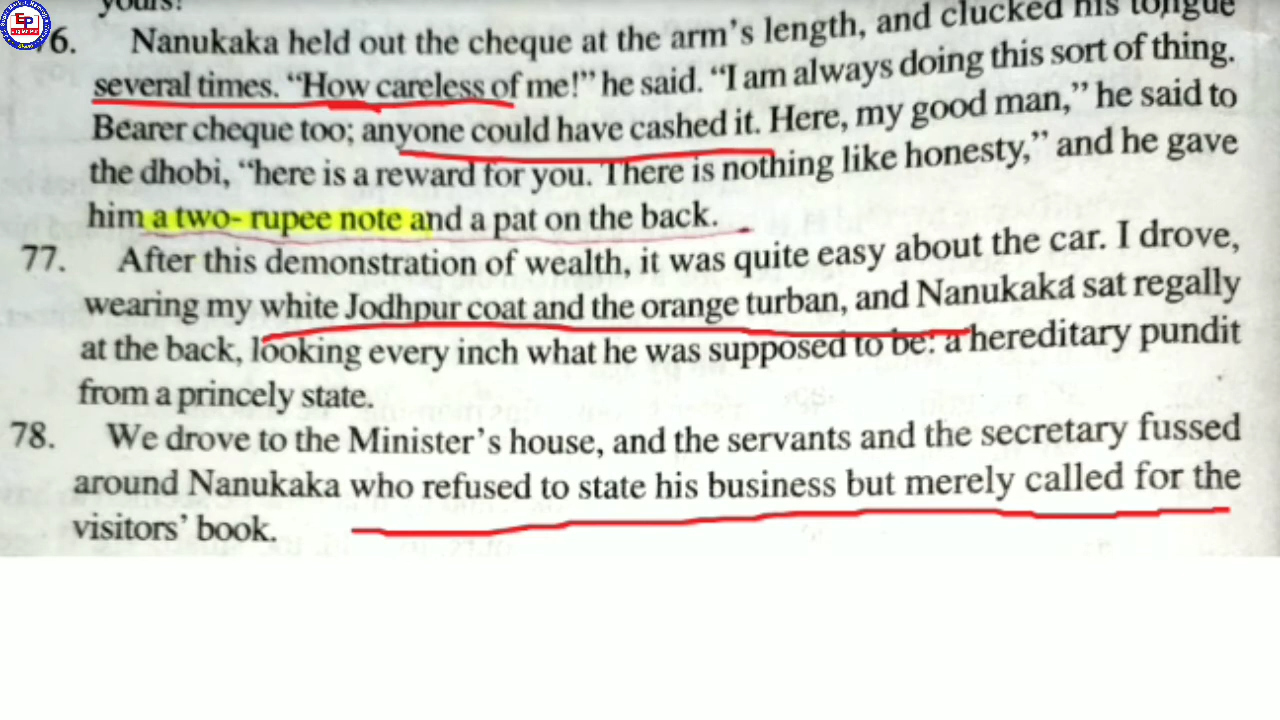 yours!
76. Nanukaka held out the cheque at the arm's length, and clucked his tongue
several times. “How careless of me!” he said. “I am always doing this sort of thing.
Bearer cheque too; anyone could have cashed it. Here, my good man,” he said to
the dhobi, “here is a reward for you. There is nothing like honesty,” and he gave
him a two- rupee note and a pat on the back.
77. After this demonstration of wealth, it was quite easy about the car. I drove,
wearing my white Jodhpur coat and the orange turban, and Nanukaka sat regally
at the back, looking every inch what he was supposed to be: a hereditary pundit
from a princely state.
78. We drove to the Minister's house, and the servants and the secretary fussed
around Nanukaka who refused to state his business but merely called for the
visitors' book.
EP